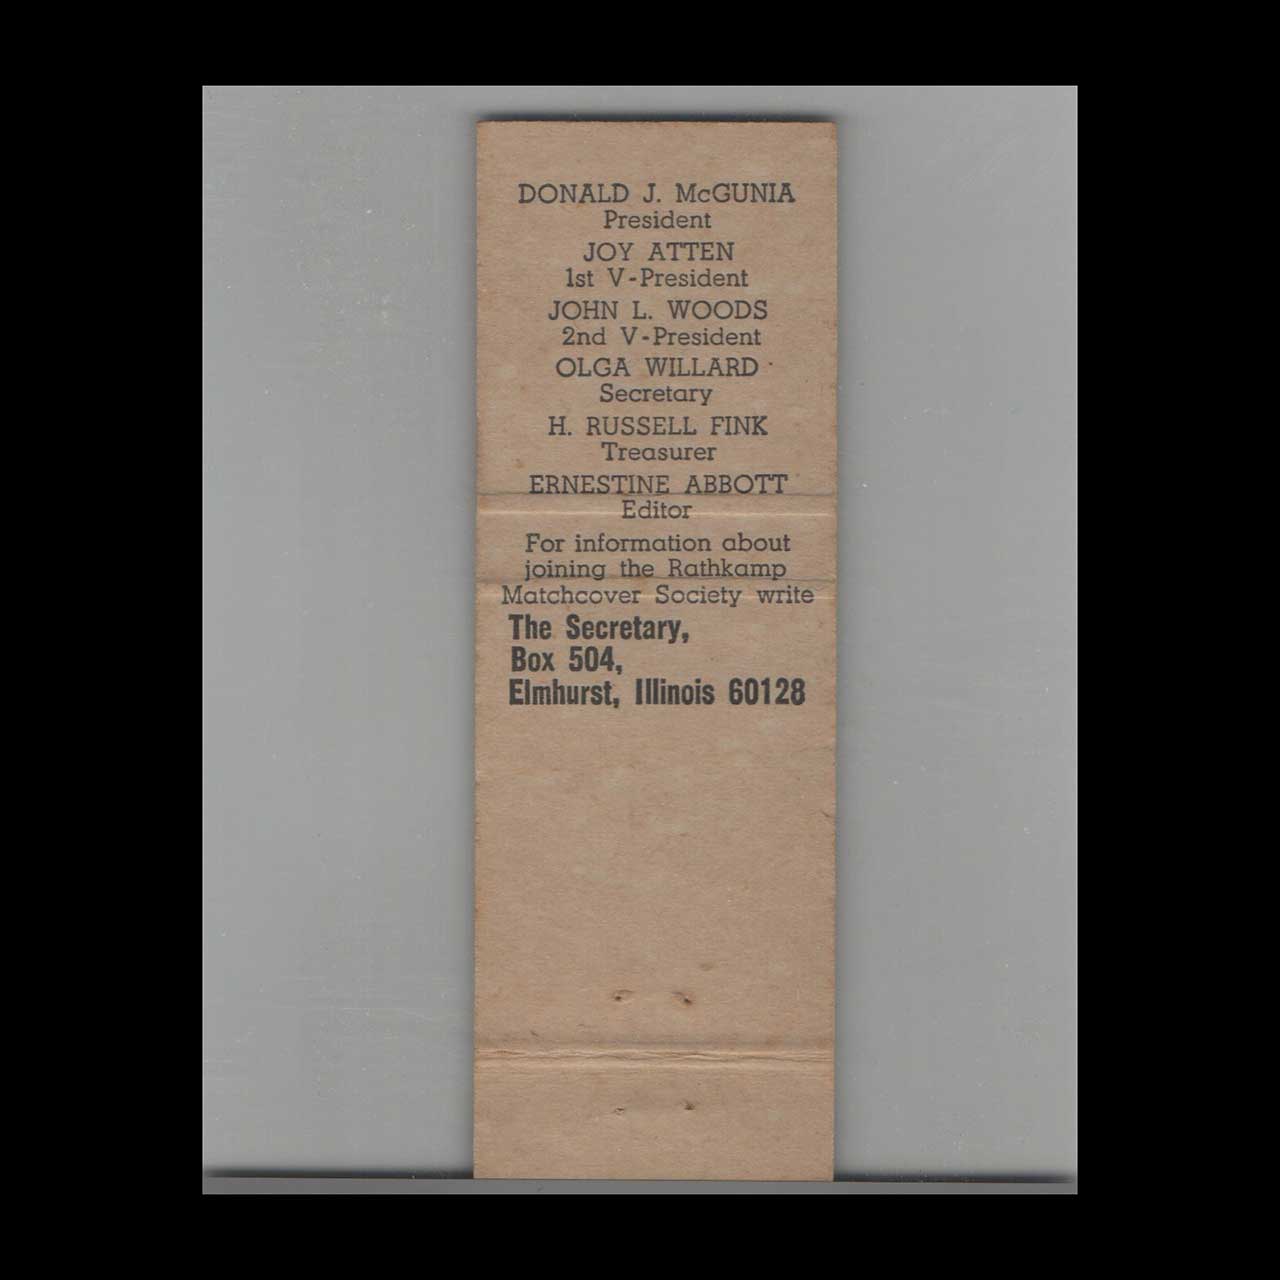 DONALD J. McGUNIA
President
JOY ATTEN
1st V-President
JOHN L. WOODS
2nd V-President
OLGA WILLARD
Secretary
H. RUSSELL FINK
Treasurer
ERNESTINE ABBOTT
Editor
For information about
joining the Rathkamp
Matchcover Society write
The Secretary,
Box 504,
Elmhurst, Illinois 60128